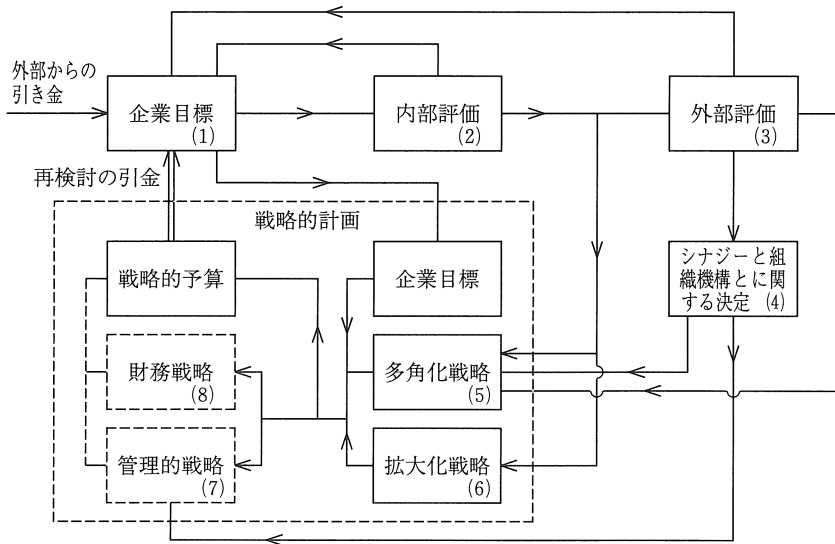 外部からの
引き金
企業目標
(1)
内部評価
(2)
外部評価
(3)
再検討の引金
戦略的計画
戦略的予算
企業目標
シナジーと組
織機構とに関
する決定 (4)
財務戦略
(8)
多角化戦略
(5)
管理的戦略
(7)
拡大化戦略
(6)